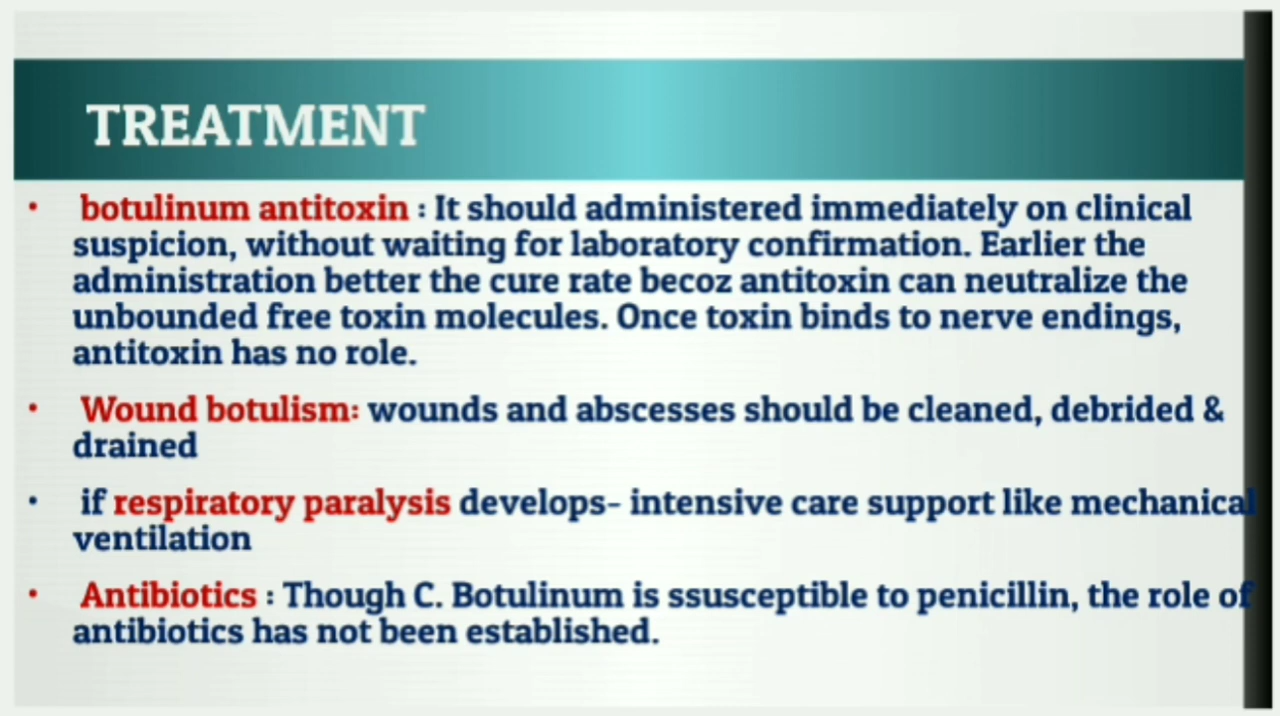 TREATMENT
• botulinum antitoxin : It should administered immediately on clinical
suspicion, without waiting for laboratory confirmation. Earlier the
administration better the cure rate becoz antitoxin can neutralize the
unbounded free toxin molecules. Once toxin binds to nerve endings,
antitoxin has no role.
• Wound botulism: wounds and abscesses should be cleaned, debrided &
drained
• if respiratory paralysis develops- intensive care support like mechanical
ventilation
• Antibiotics : Though C. Botulinum is ssusceptible to penicillin, the role of
antibiotics has not been established.